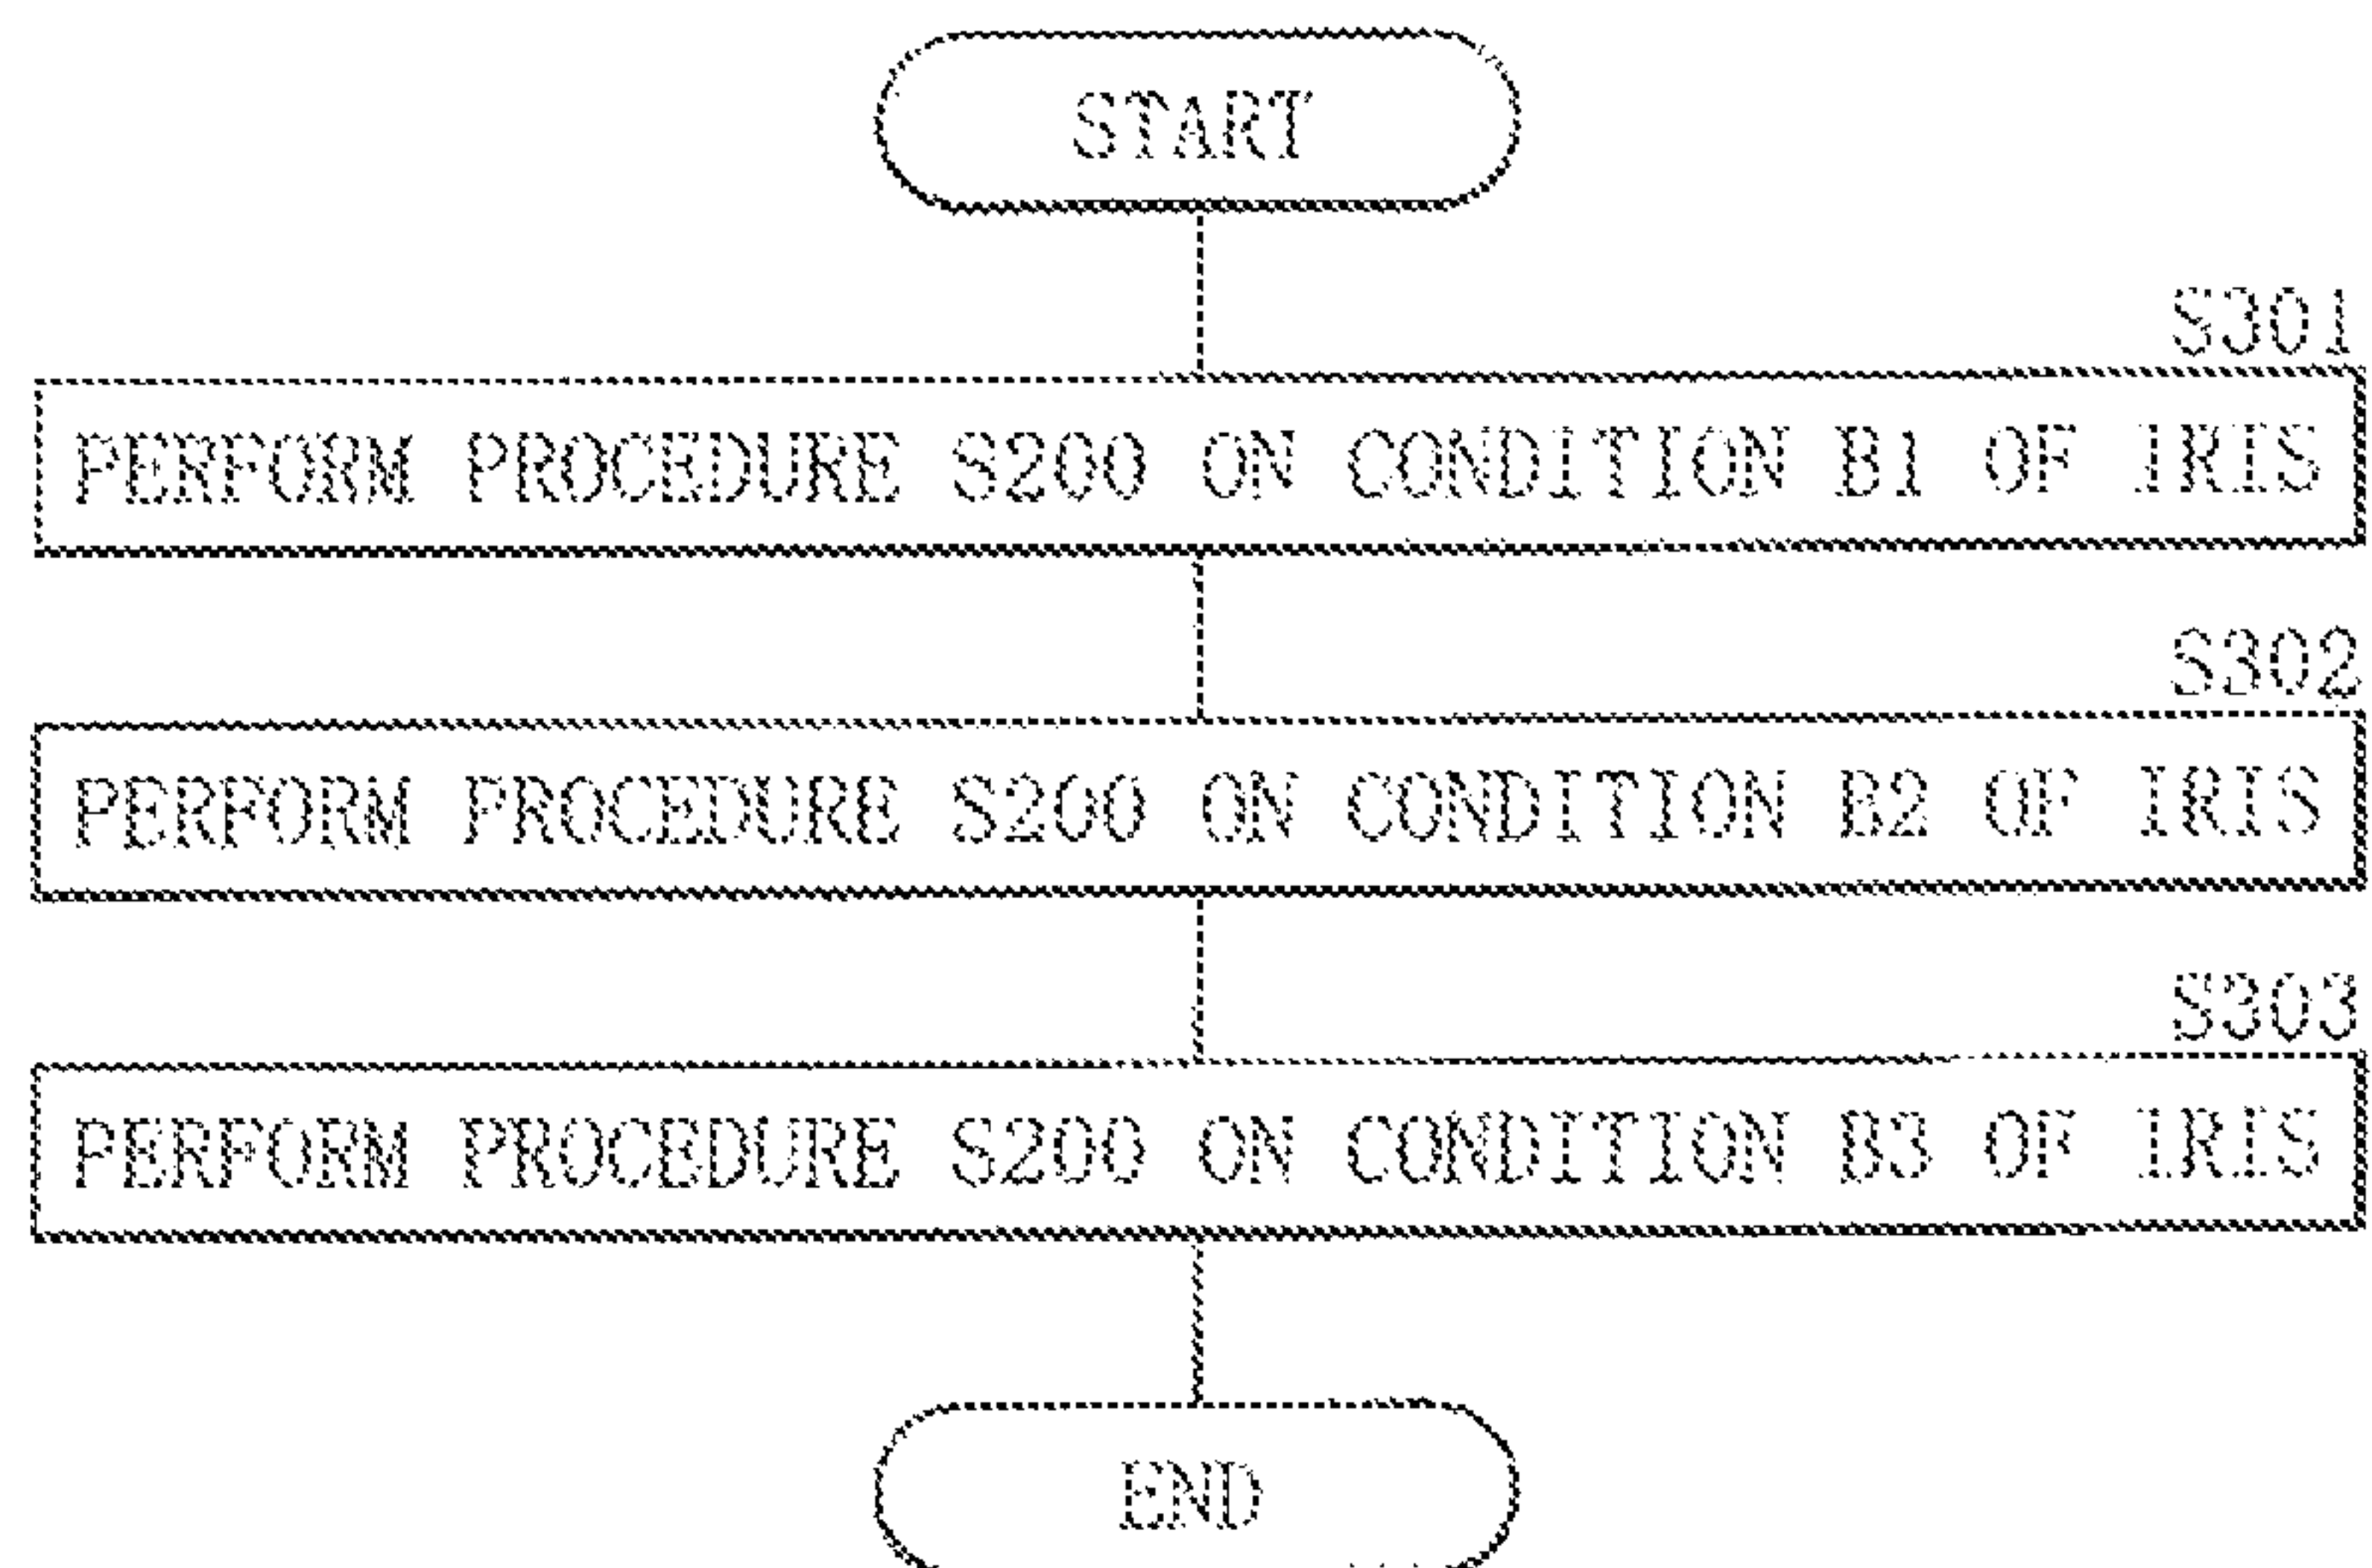 START
S301
PERFORM PROCEDURE S200 ON CONDITION B1 OF IRIS
S302
PERFORM PROCEDURE S200 ON CONDITION B2 OF IRIS
S303
PERFORM PROCEDURE S200 ON CONDITION B3 OF IRIS
END